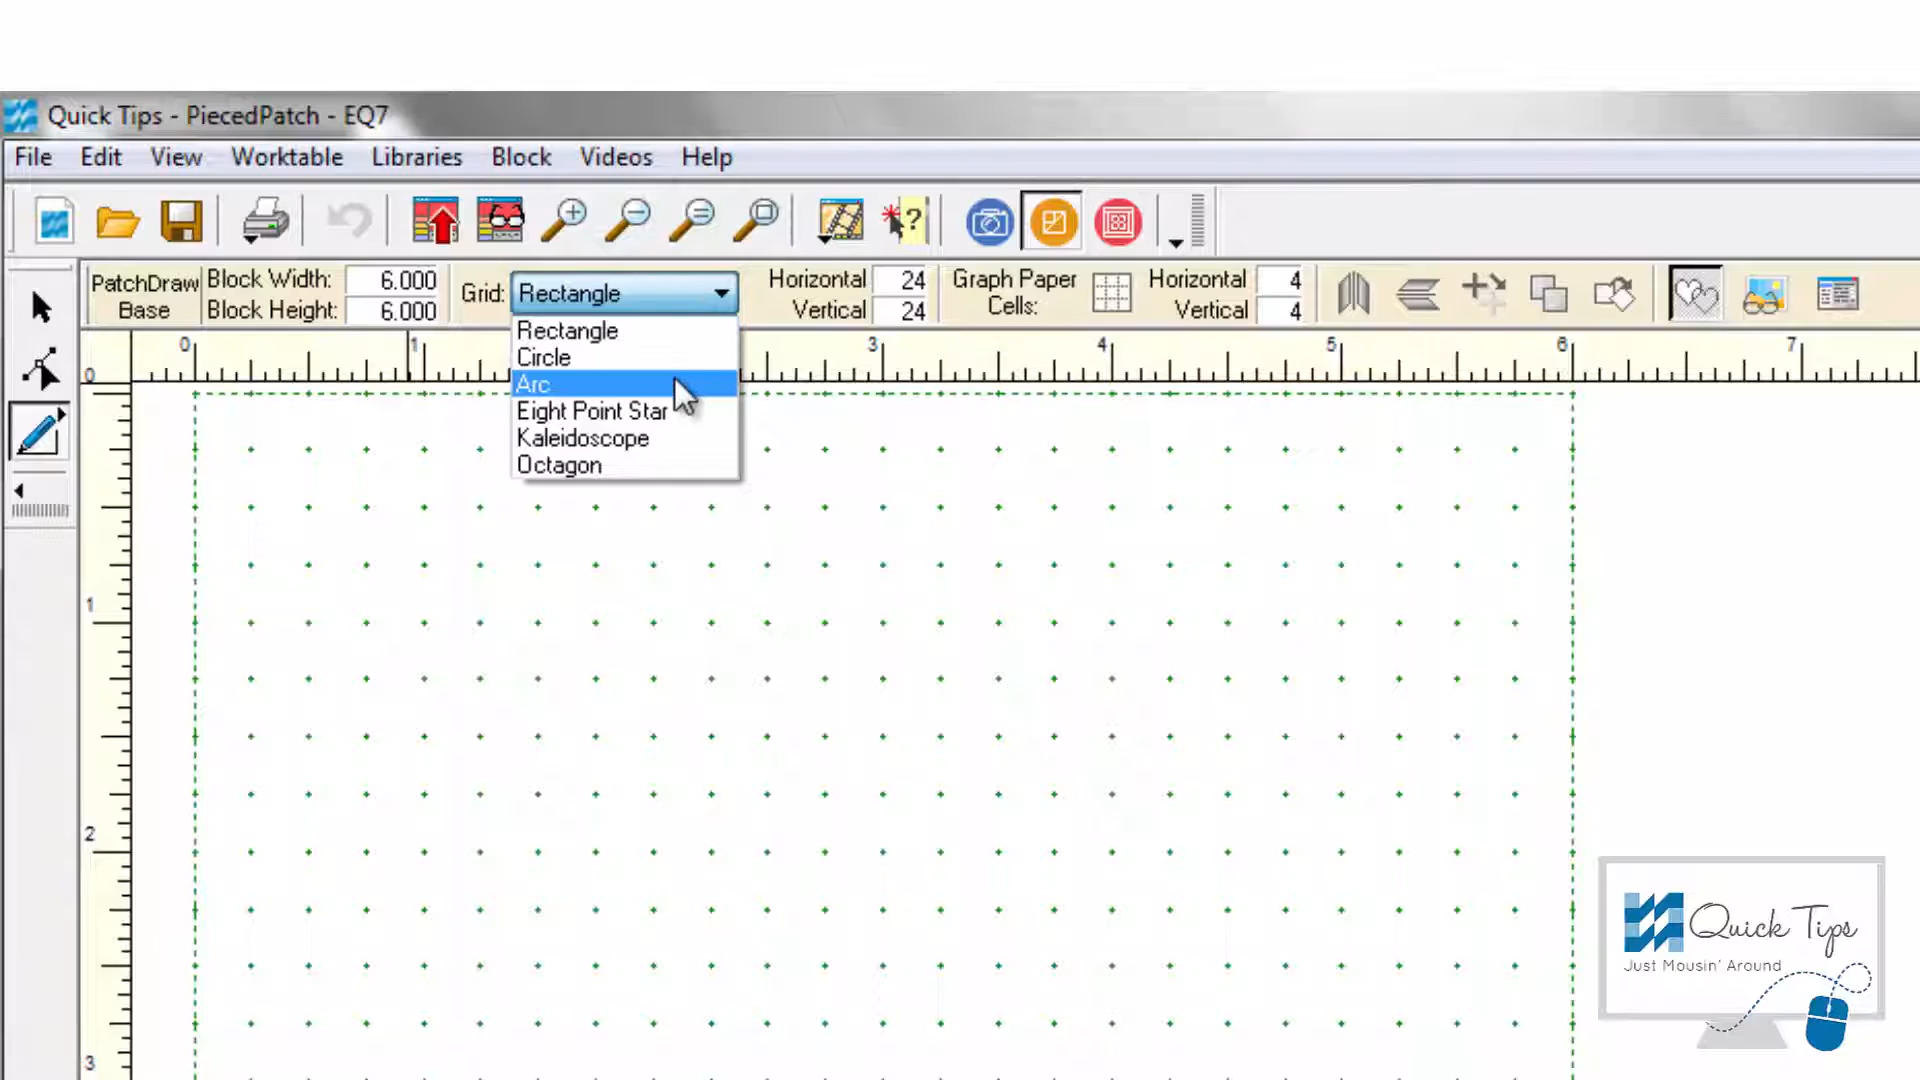 Quick Tips - PiecedPatch - EQ7
File Edit View Worktable Libraries Block Videos Help
?
PatchDraw Base
Block Width: 6.000
Block Height: 6.000
Grid: Rectangle
Horizontal 24
Vertical 24
Graph Paper Cells:
Horizontal 4
Vertical 4
Rectangle
Circle
Arc
Eight Point Star
Kaleidoscope
Octagon
0 1 3 4 5 6 7
0
1
2
3
Quick Tips
Just Mousin' Around